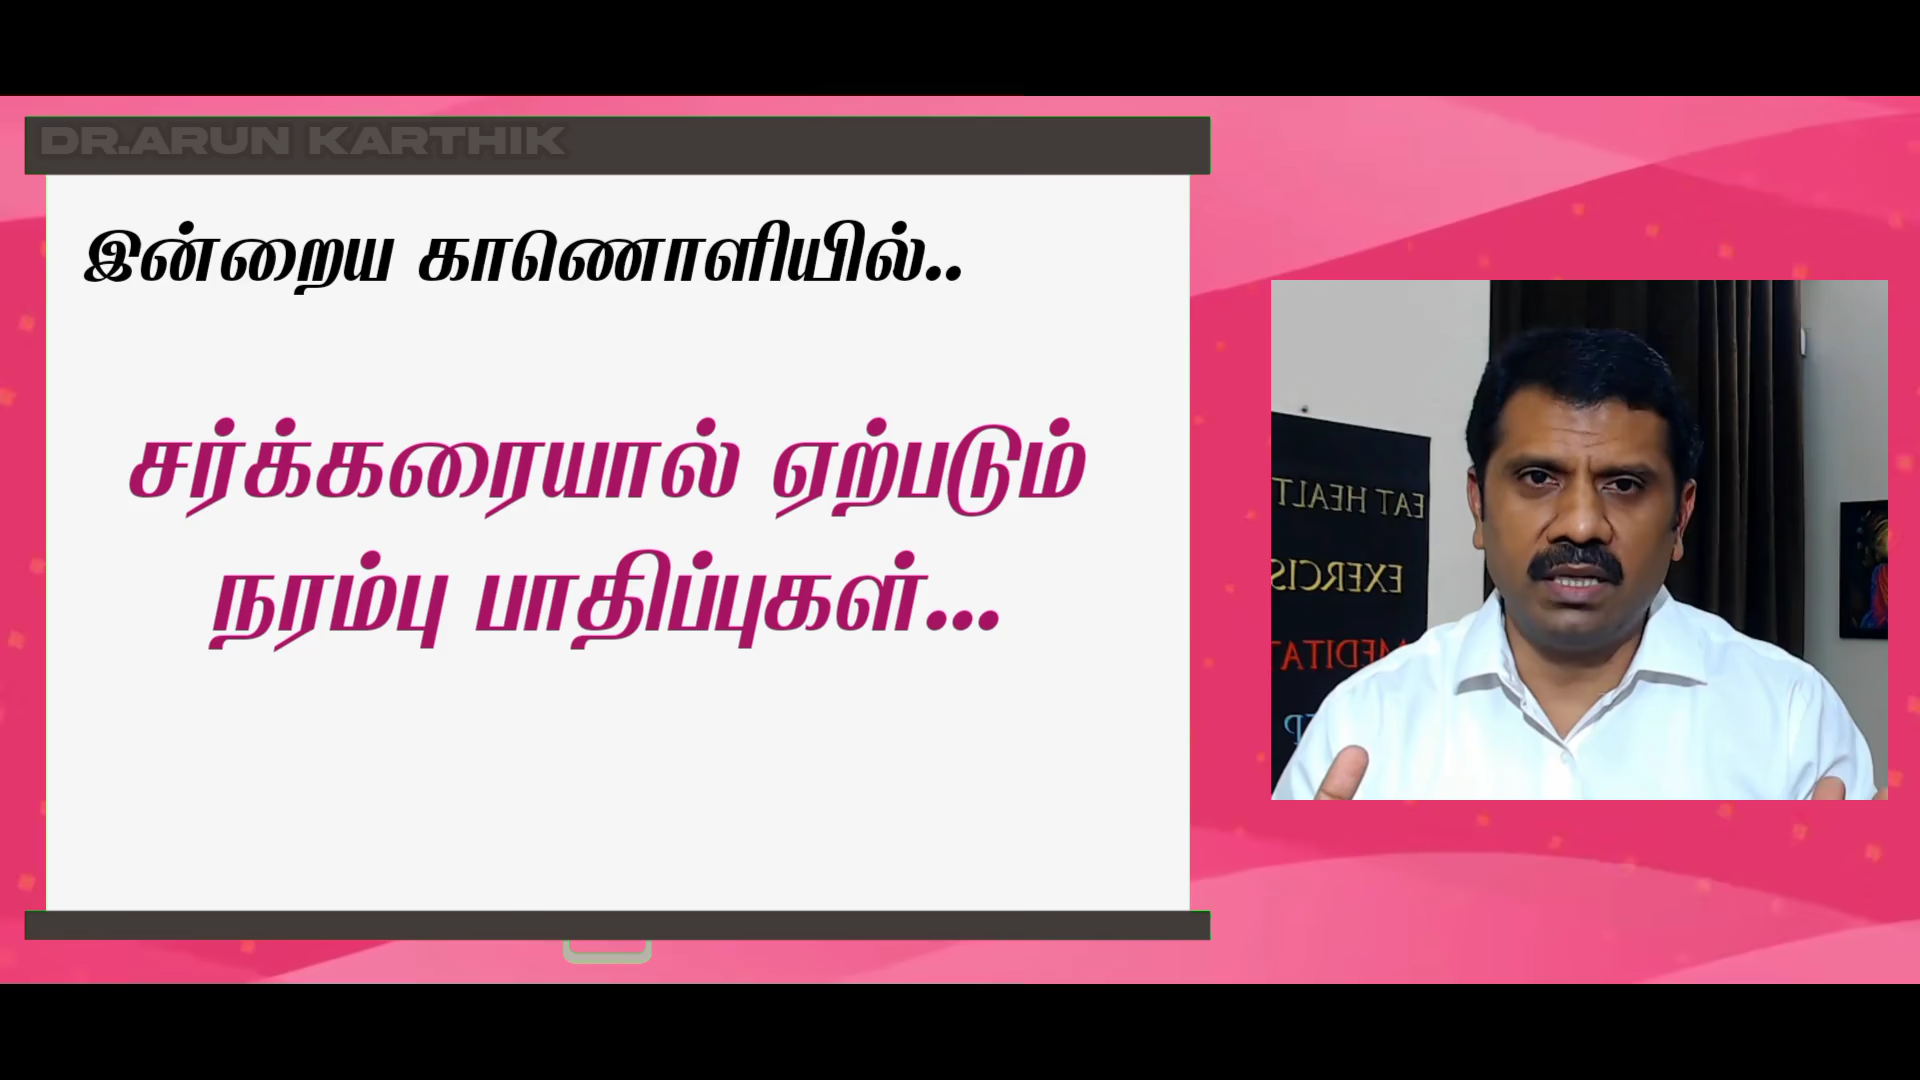 DR.ARUN KARTHIK
இன்றைய காணொளியில்..
சர்க்கரையால் ஏற்படும்
நரம்பு பாதிப்புகள்...
EAT HEALT
EXERCIS
MEDITAT